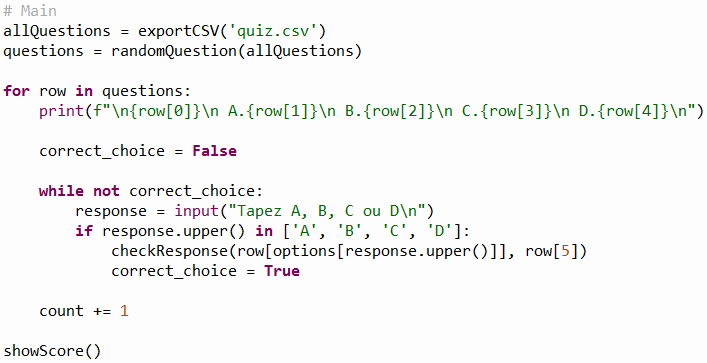 # Main
allQuestions = exportCSV('quiz.csv')
questions = randomQuestion(allQuestions)

for row in questions:
    print(f"\n{row[0]}\n A.{row[1]}\n B.{row[2]}\n C.{row[3]}\n D.{row[4]}\n")

    correct_choice = False

    while not correct_choice:
        response = input("Tapez A, B, C ou D\n")
        if response.upper() in ['A', 'B', 'C', 'D']:
            checkResponse(row[options[response.upper()]], row[5])
            correct_choice = True

    count += 1

showScore()